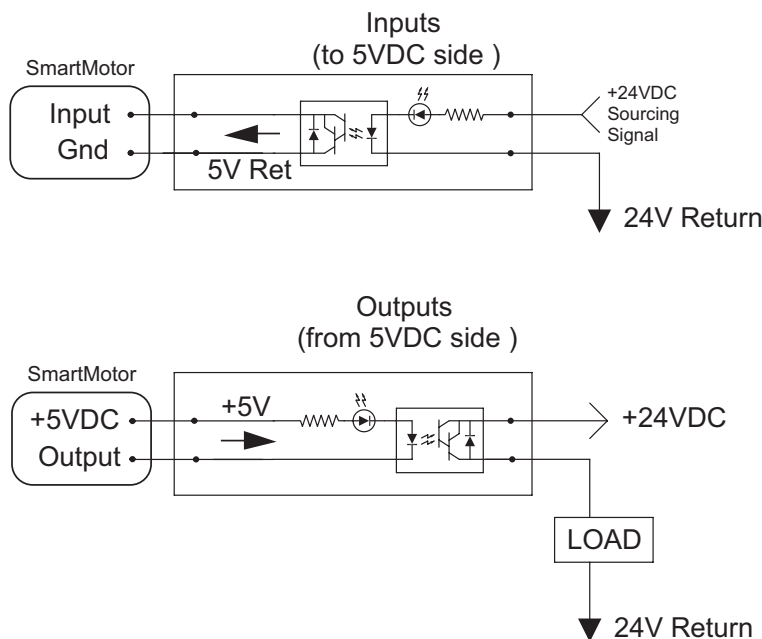 Inputs
(to 5VDC side )
SmartMotor
Input
Gnd
5V Ret
+24VDC
Sourcing
Signal
24V Return
Outputs
(from 5VDC side )
SmartMotor
+5VDC
Output
+5V
+24VDC
LOAD
24V Return